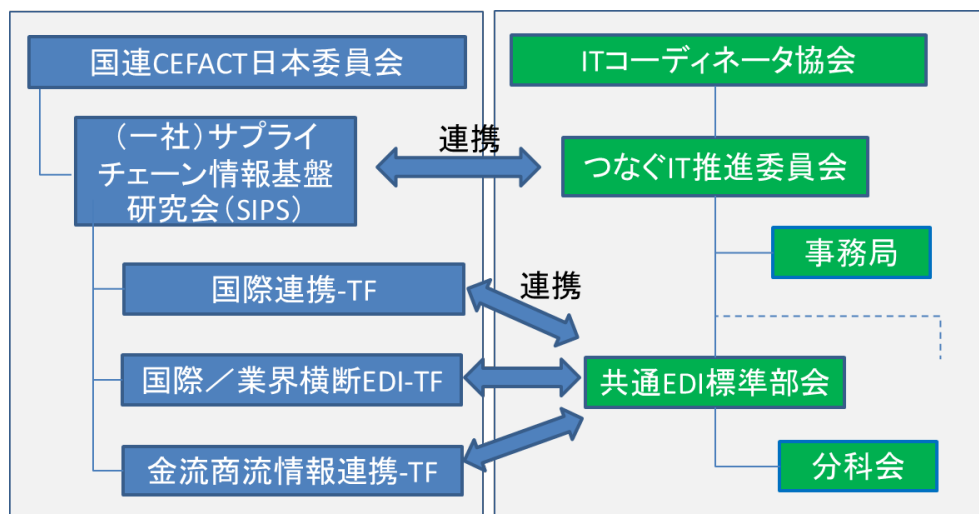 国連CEFACT日本委員会
（一社）サプライ
チェーン情報基盤
研究会（SIPS）
国際連携-TF
国際／業界横断EDI-TF
金流商流情報連携-TF
連携
連携
ITコーディネータ協会
つなぐIT推進委員会
事務局
共通EDI標準部会
分科会